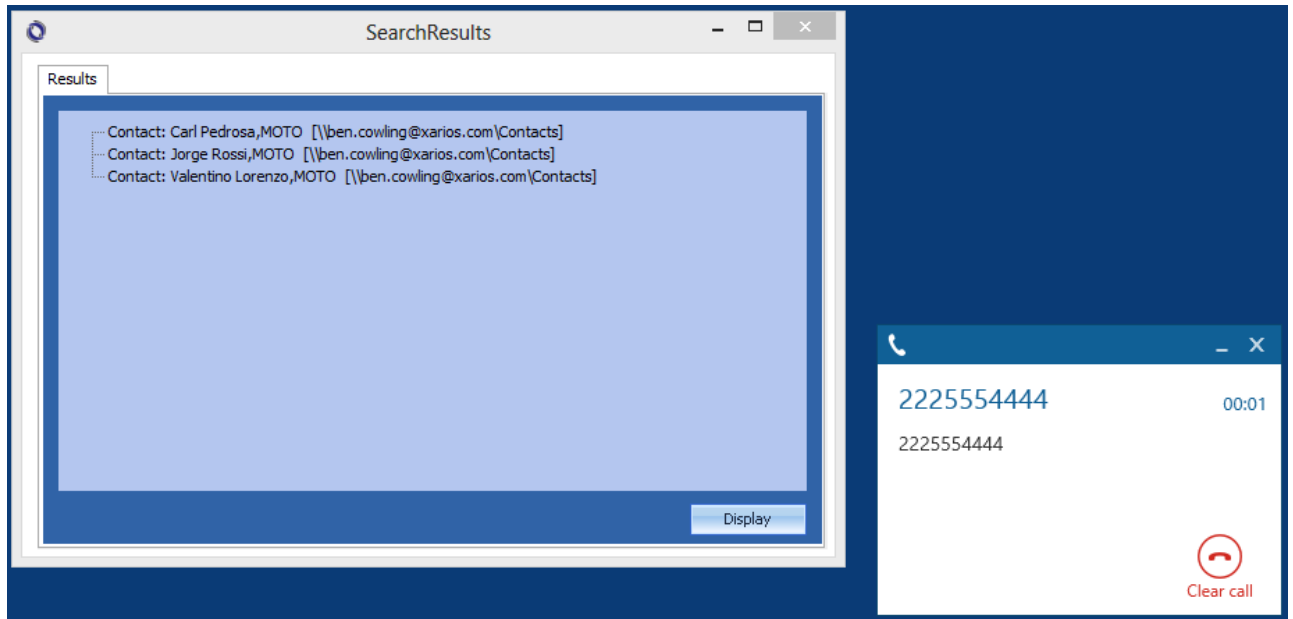 SearchResults
Results
Contact: Carl Pedrosa,MOTO [\\ben.cowling@xarios.com\Contacts]
Contact: Jorge Rossi,MOTO [\\ben.cowling@xarios.com\Contacts]
Contact: Valentino Lorenzo,MOTO [\\ben.cowling@xarios.com\Contacts]
Display
2225554444 00:01
2225554444
Clear call